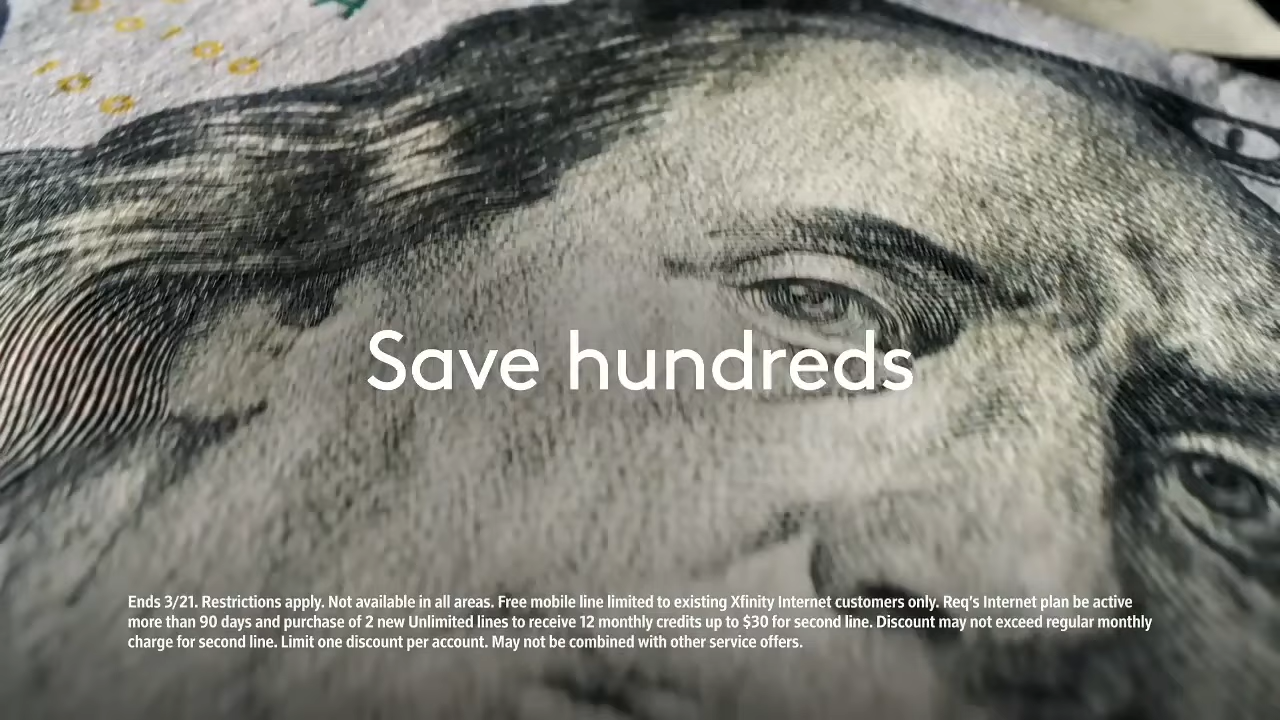 Save hundreds
Ends 3/21. Restrictions apply. Not available in all areas. Free mobile line limited to existing Xfinity Internet customers only. Req's Internet plan be active
more than 90 days and purchase of 2 new Unlimited lines to receive 12 monthly credits up to $30 for second line. Discount may not exceed regular monthly
charge for second line. Limit one discount per account. May not be combined with other service offers.